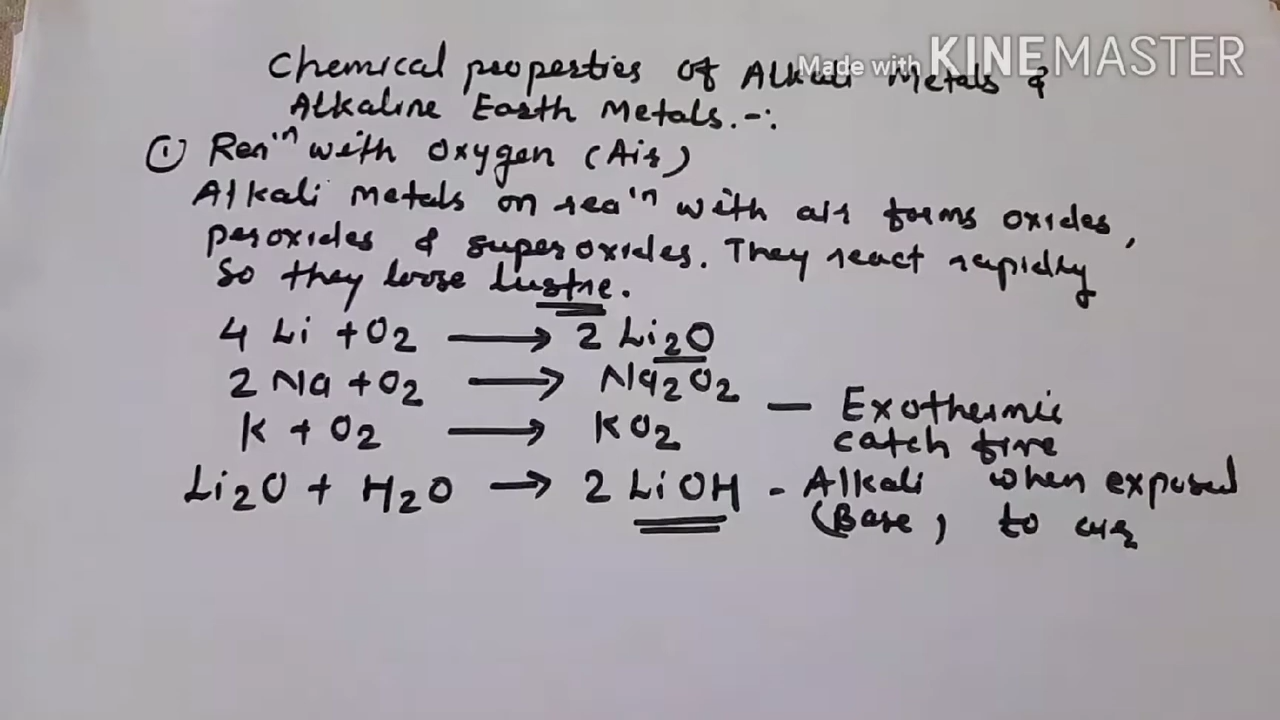 Made with KINEMASTER
Chemical properties of Alkali Metals &
Alkaline Earth Metals.-:
① Rea'n with oxygen (Air)
Alkali metals on rea'n with air forms oxides,
peroxides & superoxides. They react rapidly
So they loose lustre.
4 Li + O2 → 2 Li2O
2 Na + O2 → Na2O2
— Exothermic
K + O2 → KO2
catch fire
Li2O + H2O → 2 LiOH - Alkali when exposed
(Base) to air